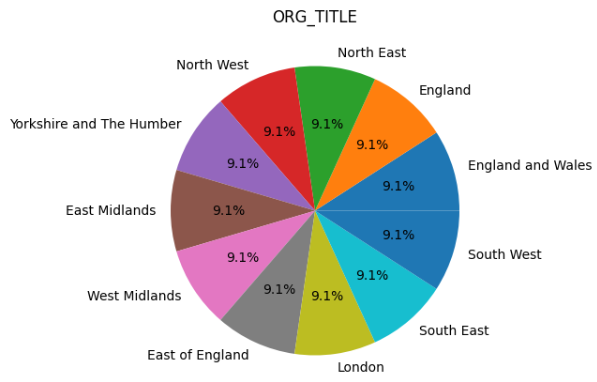 ORG_TITLE
North East
North West
England
Yorkshire and The Humber
England and Wales
East Midlands
South West
West Midlands
South East
East of England
London
9.1%
9.1%
9.1%
9.1%
9.1%
9.1%
9.1%
9.1%
9.1%
9.1%
9.1%